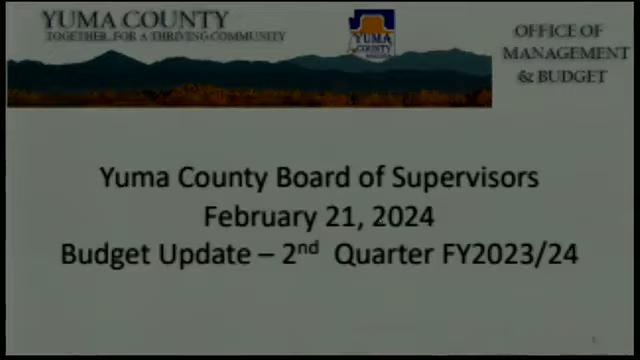 YUMA COUNTY
TOGETHER, FOR A THRIVING COMMUNITY
YUMA
COUNTY
OFFICE OF
MANAGEMENT
& BUDGET
Yuma County Board of Supervisors
February 21, 2024
Budget Update – 2nd Quarter FY2023/24